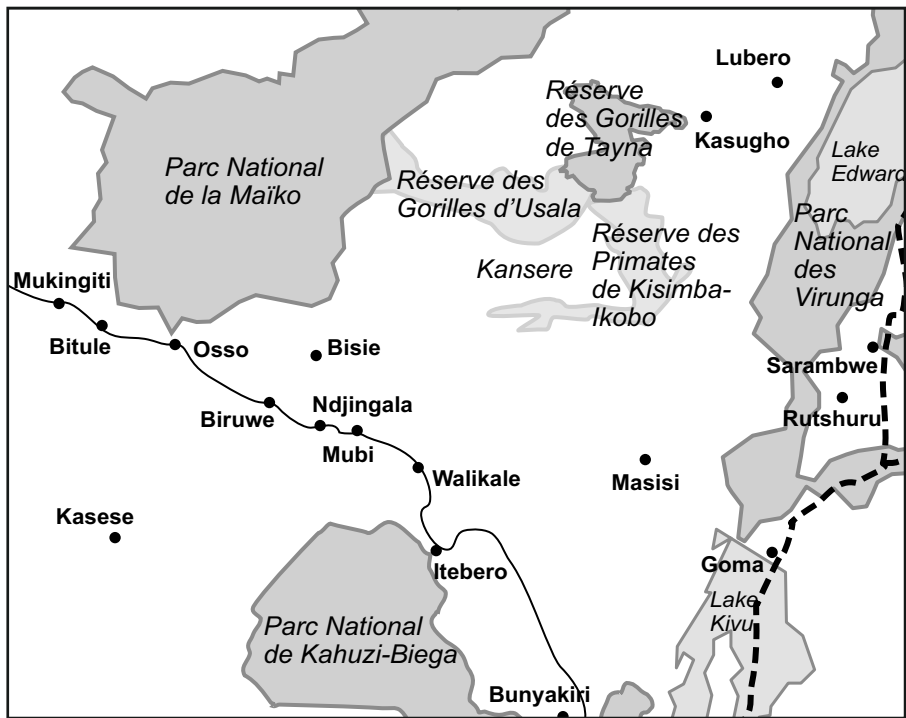 Lubero
Réserve
des Gorilles
de Tayna
Kasugho
Parc National
de la Maïko
Lake
Edward
Réserve des
Gorilles d'Usala
Parc
National
des
Virunga
Réserve des
Primates
de Kisimba-
Ikobo
Kansere
Mukingiti
Bitule
Osso
Bisie
Sarambwe
Biruwe
Ndjingala
Rutshuru
Mubi
Walikale
Masisi
Kasese
Itebero
Goma
Lake
Kivu
Parc National
de Kahuzi-Biega
Bunyakiri